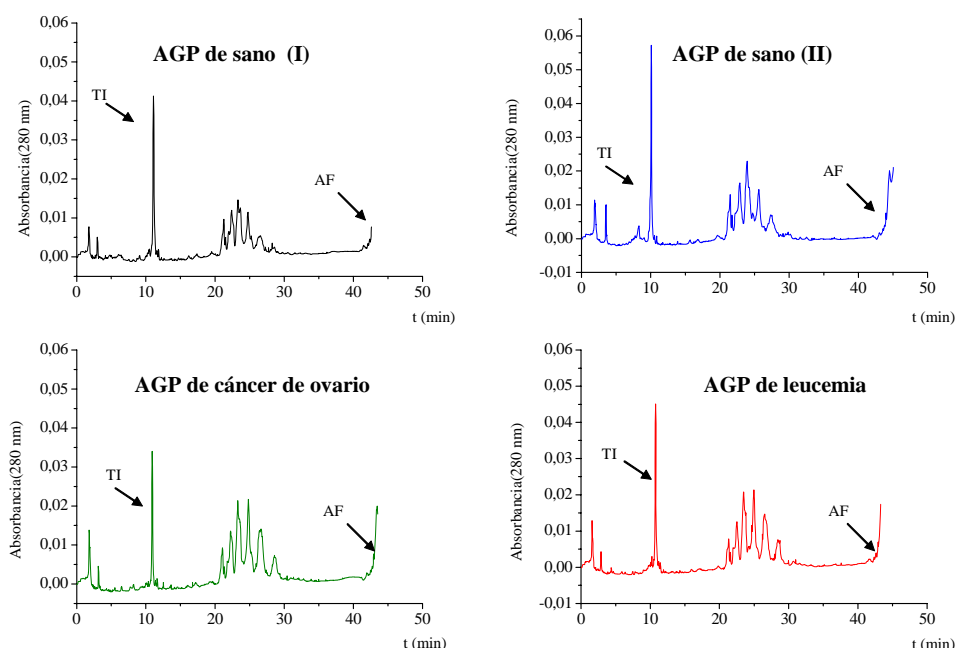 AGP de sano (I)
Absorbancia(280 nm)
0,06
0,05
0,04
0,03
0,02
0,01
0,00
TI
AF
0 10 20 30 40 50
t (min)
AGP de sano (II)
Absorbancia(280 nm)
0,06
0,05
0,04
0,03
0,02
0,01
0,00
-0,01
TI
AF
0 10 20 30 40 50
t (min)
AGP de cáncer de ovario
Absorbancia(280 nm)
0,06
0,05
0,04
0,03
0,02
0,01
0,00
TI
AF
0 10 20 30 40 50
t (min)
AGP de leucemia
Absorbancia(280 nm)
0,06
0,05
0,04
0,03
0,02
0,01
0,00
-0,01
TI
AF
0 10 20 30 40 50
t (min)